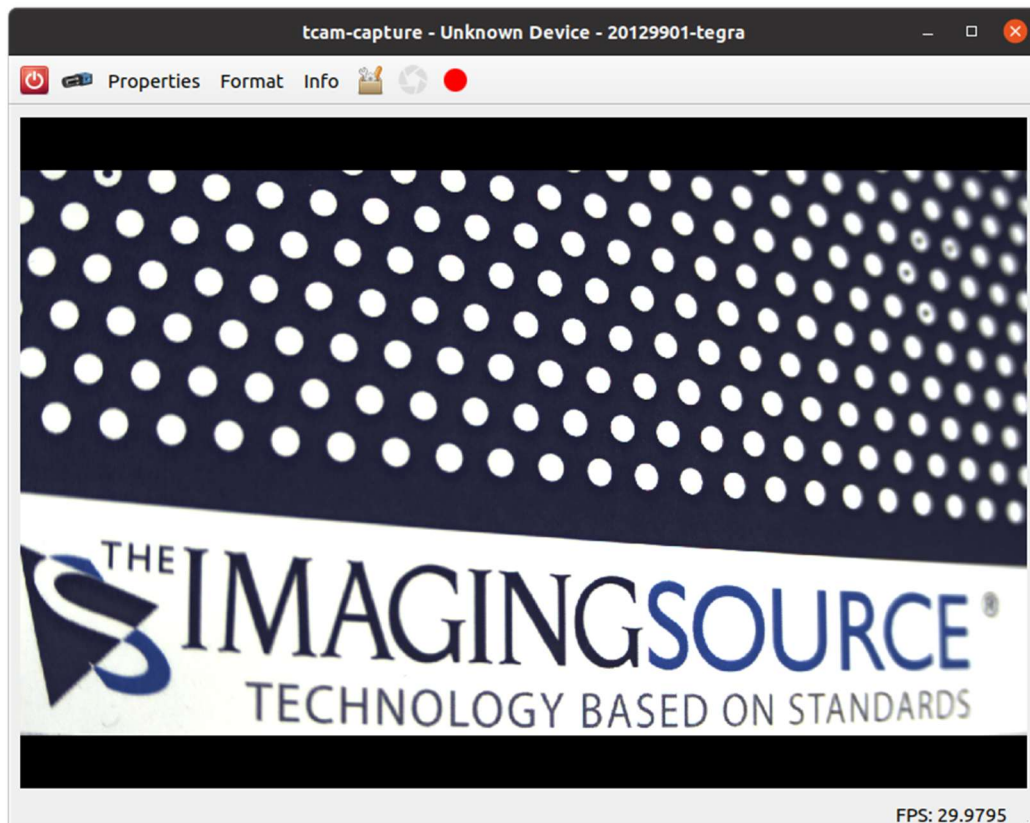 tcam-capture - Unknown Device - 20129901-tegra
Properties Format Info
THE IMAGINGSOURCE®
TECHNOLOGY BASED ON STANDARDS
FPS: 29.9795